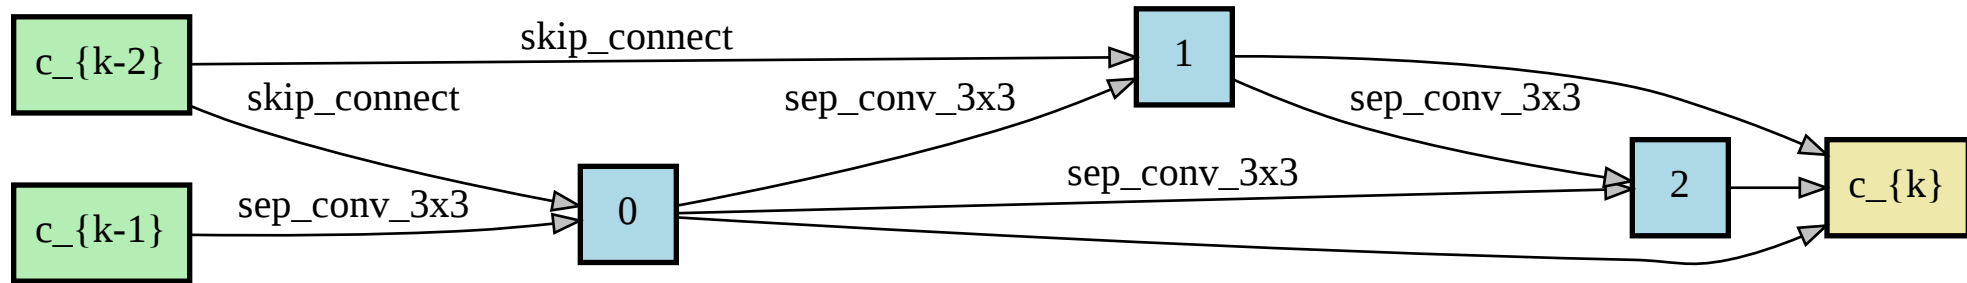 c_{k-2}
skip_connect
1
skip_connect
sep_conv_3x3
sep_conv_3x3
c_{k-1}
sep_conv_3x3
0
sep_conv_3x3
2
c_{k}